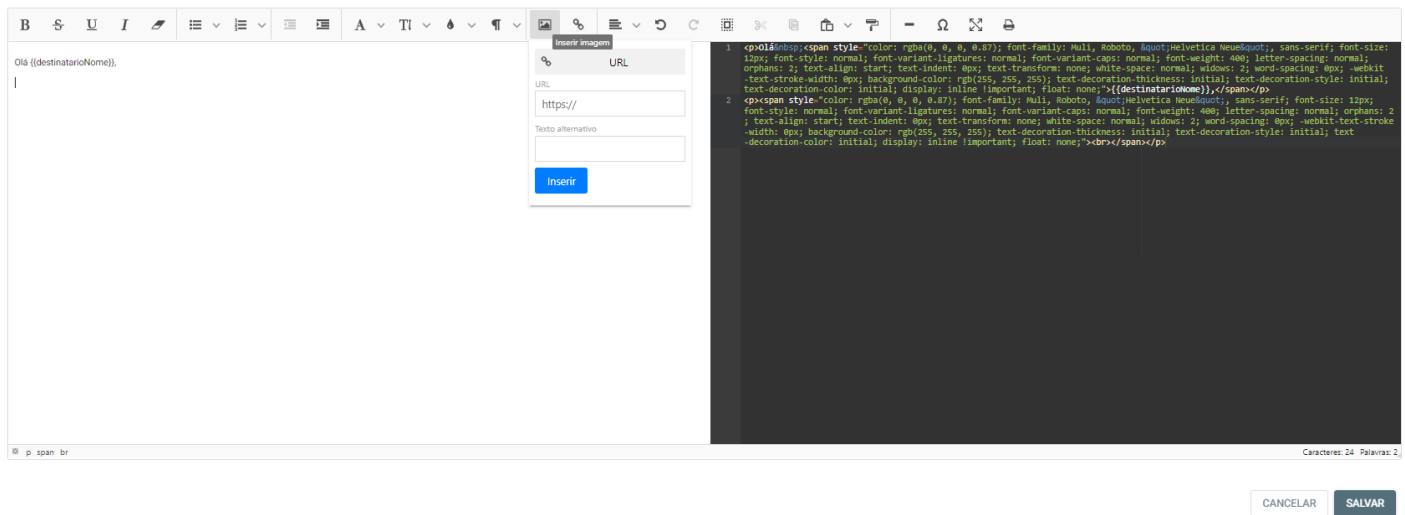 B S U I A TI ¶ Ω
Inserir imagem
Olá {{destinatarioNome}},
URL
URL
https://
Texto alternativo
Inserir
1 <p>Olá&nbsp;<span style="color: rgba(0, 0, 0, 0.87); font-family: Muli, Roboto, &quot;Helvetica Neue&quot;, sans-serif; font-size:
12px; font-style: normal; font-variant-ligatures: normal; font-variant-caps: normal; font-weight: 400; letter-spacing: normal;
orphans: 2; text-align: start; text-indent: 0px; text-transform: none; white-space: normal; widows: 2; word-spacing: 0px; -webkit
-text-stroke-width: 0px; background-color: rgb(255, 255, 255); text-decoration-thickness: initial; text-decoration-style: initial;
text-decoration-color: initial; display: inline !important; float: none;">{{destinatarioNome}},</span></p>
2 <p><span style="color: rgba(0, 0, 0, 0.87); font-family: Muli, Roboto, &quot;Helvetica Neue&quot;, sans-serif; font-size: 12px;
font-style: normal; font-variant-ligatures: normal; font-variant-caps: normal; font-weight: 400; letter-spacing: normal; orphans: 2
; text-align: start; text-indent: 0px; text-transform: none; white-space: normal; widows: 2; word-spacing: 0px; -webkit-text-stroke
-width: 0px; background-color: rgb(255, 255, 255); text-decoration-thickness: initial; text-decoration-style: initial; text
-decoration-color: initial; display: inline !important; float: none;"><br></span></p>
p span br
Caracteres: 24 Palavras: 2
CANCELAR
SALVAR